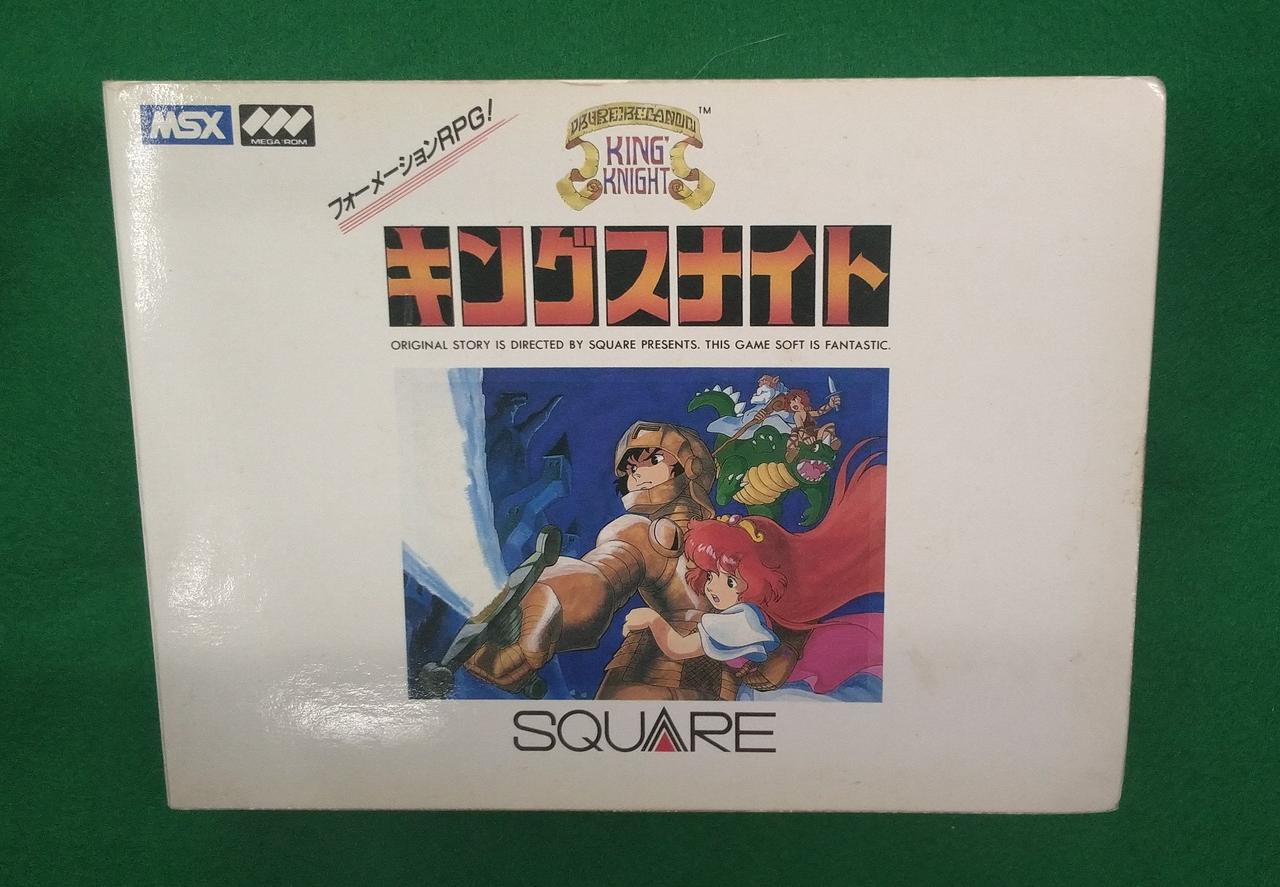 MSX
MEGA ROM
フォーメーションRPG!
TM
KING'
KNIGHT
キングスナイト
ORIGINAL STORY IS DIRECTED BY SQUARE PRESENTS. THIS GAME SOFT IS FANTASTIC.
SQUARE